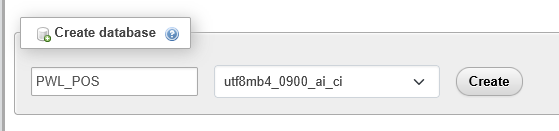 Create database
PWL_POS utf8mb4_0900_ai_ci Create